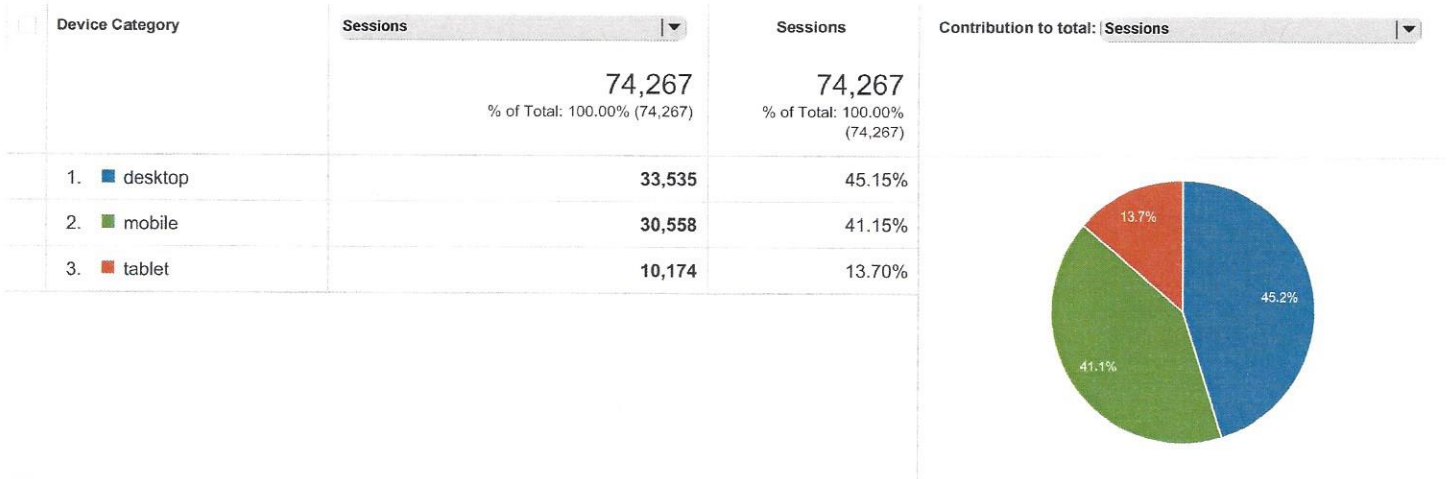 Device Category
Sessions
Sessions
Contribution to total: Sessions
74,267
% of Total: 100.00% (74,267)
74,267
% of Total: 100.00%
(74,267)
1. desktop 33,535 45.15%
2. mobile 30,558 41.15%
3. tablet 10,174 13.70%
13.7%
45.2%
41.1%